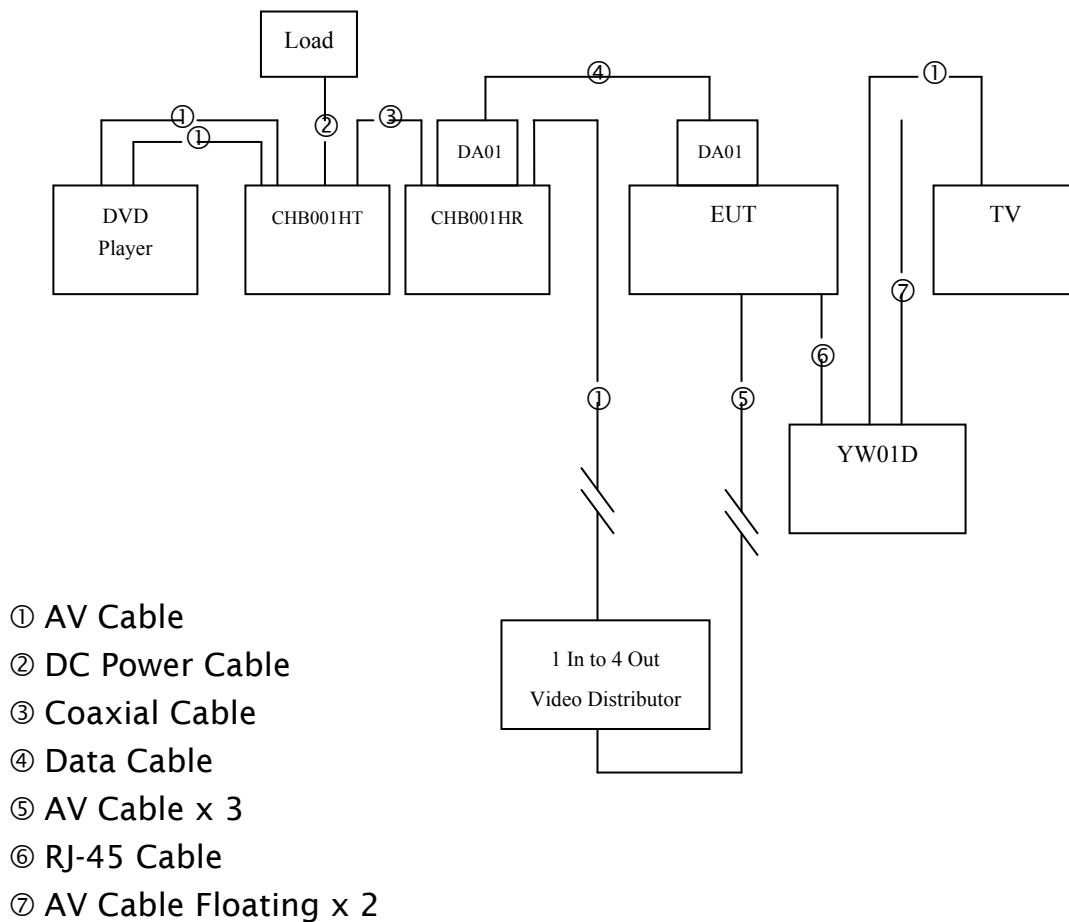 Load
④
①
①
③
②
①
DA01
DA01
DVD
Player
CHB001HT
CHB001HR
EUT
TV
⑦
⑥
①
⑤
YW01D
① AV Cable
② DC Power Cable
③ Coaxial Cable
④ Data Cable
⑤ AV Cable x 3
⑥ RJ-45 Cable
⑦ AV Cable Floating x 2
1 In to 4 Out
Video Distributor